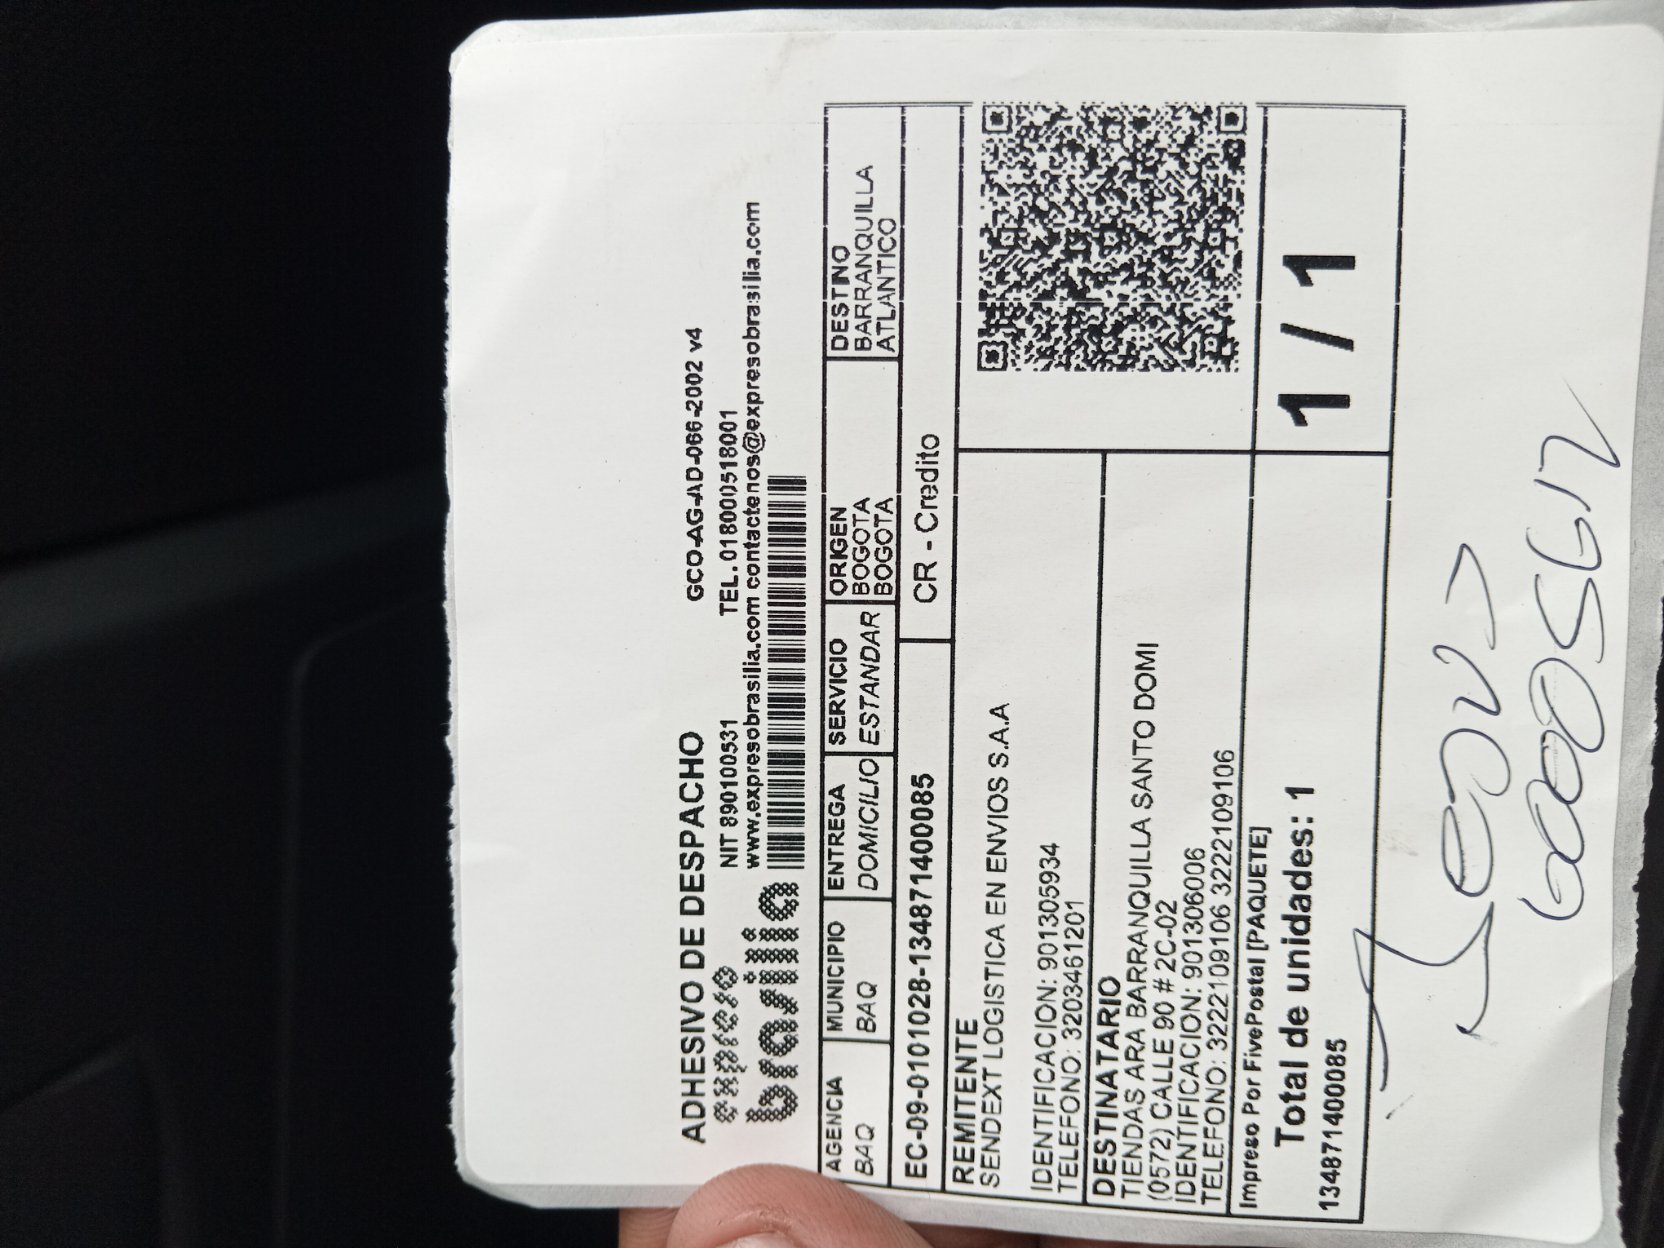 ADHESIVO DE DESPACHO GCO-AG-AD-066-2002 v4
expreso brasilia
NIT 890100531 TEL. 018000518001
www.expresobrasilia.com contactenos@expresobrasilia.com
AGENCIA MUNICIPIO ENTREGA SERVICIO ORIGEN DESTINO
BAQ BAQ DOMICILIO ESTANDAR BOGOTA BARRANQUILLA
BOGOTA ATLANTICO
EC-09-0101028-134871400085 CR - Credito
REMITENTE
SENDEXT LOGISTICA EN ENVIOS S.A.A
IDENTIFICACION: 901305934
TELEFONO: 3203461201
DESTINATARIO
TIENDAS ARA BARRANQUILLA SANTO DOMI
(0572) CALLE 90 # 2C-02
IDENTIFICACION: 901306006
TELEFONO: 3222109106 3222109106
Impreso Por FivePostal [PAQUETE]
Total de unidades: 1 1 / 1
134871400085